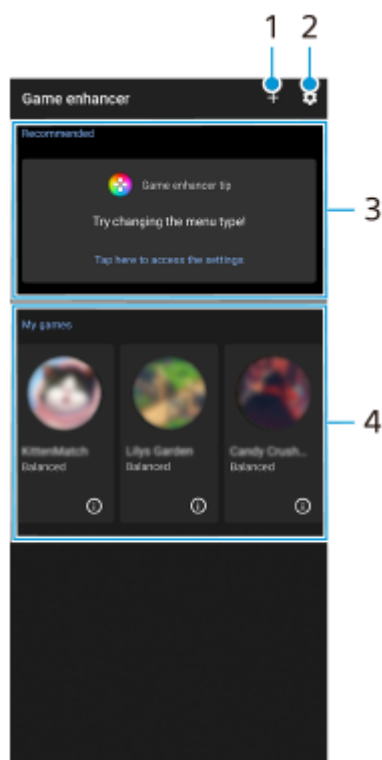 1 2
Game enhancer
Recommended
Game enhancer tip
3
Try changing the menu type!
Tap here to access the settings
My games
4
KittenMatch
Lilys Garden
Candy Crush...
Balanced
Balanced
Balanced